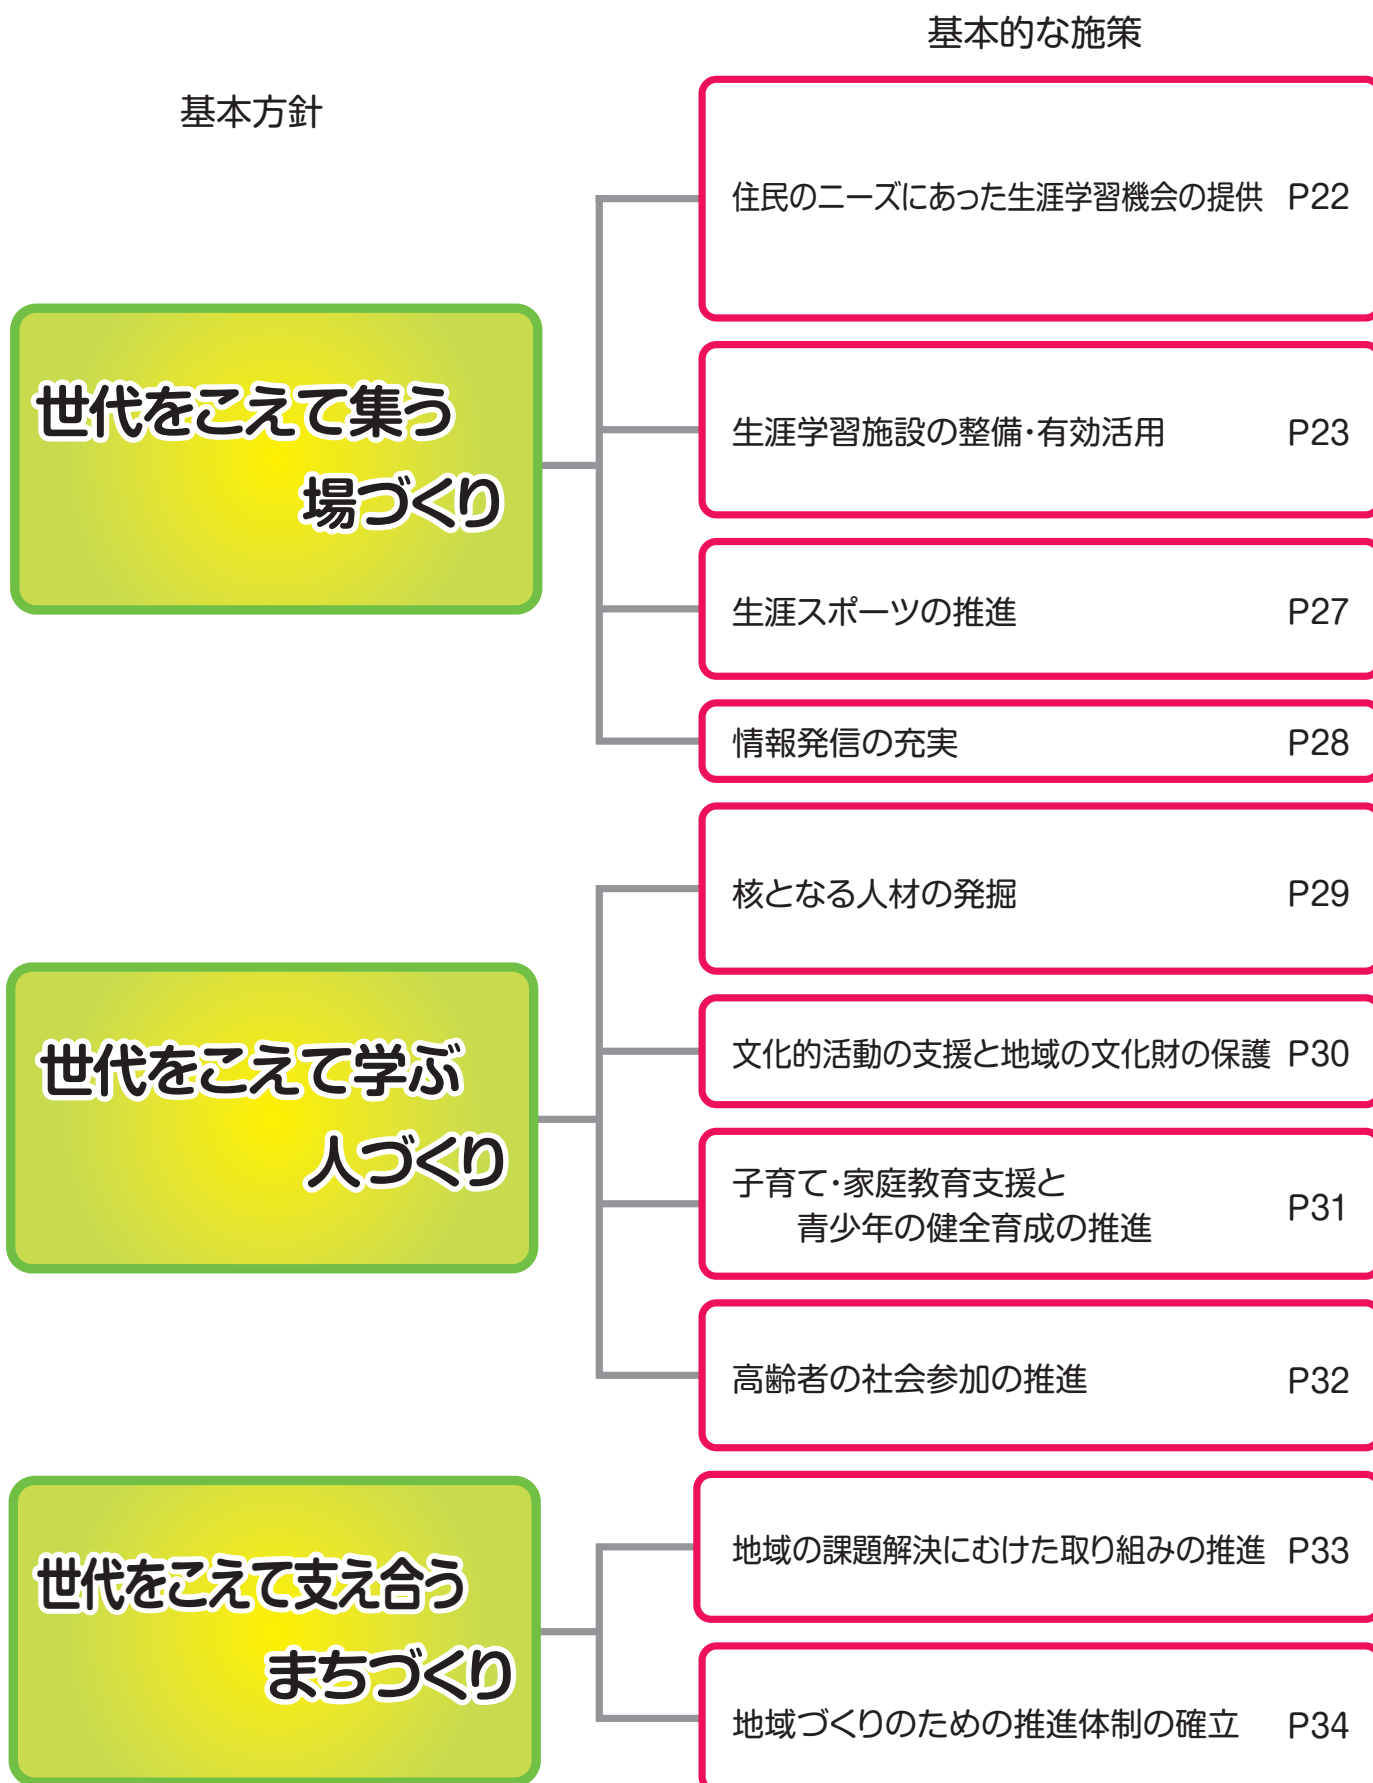 基本的な施策
基本方針
世代をこえて集う
場づくり
住民のニーズにあった生涯学習機会の提供 P22
生涯学習施設の整備・有効活用 P23
生涯スポーツの推進 P27
情報発信の充実 P28
世代をこえて学ぶ
人づくり
核となる人材の発掘 P29
文化的活動の支援と地域の文化財の保護 P30
子育て・家庭教育支援と
青少年の健全育成の推進 P31
高齢者の社会参加の推進 P32
世代をこえて支え合う
まちづくり
地域の課題解決にむけた取り組みの推進 P33
地域づくりのための推進体制の確立 P34